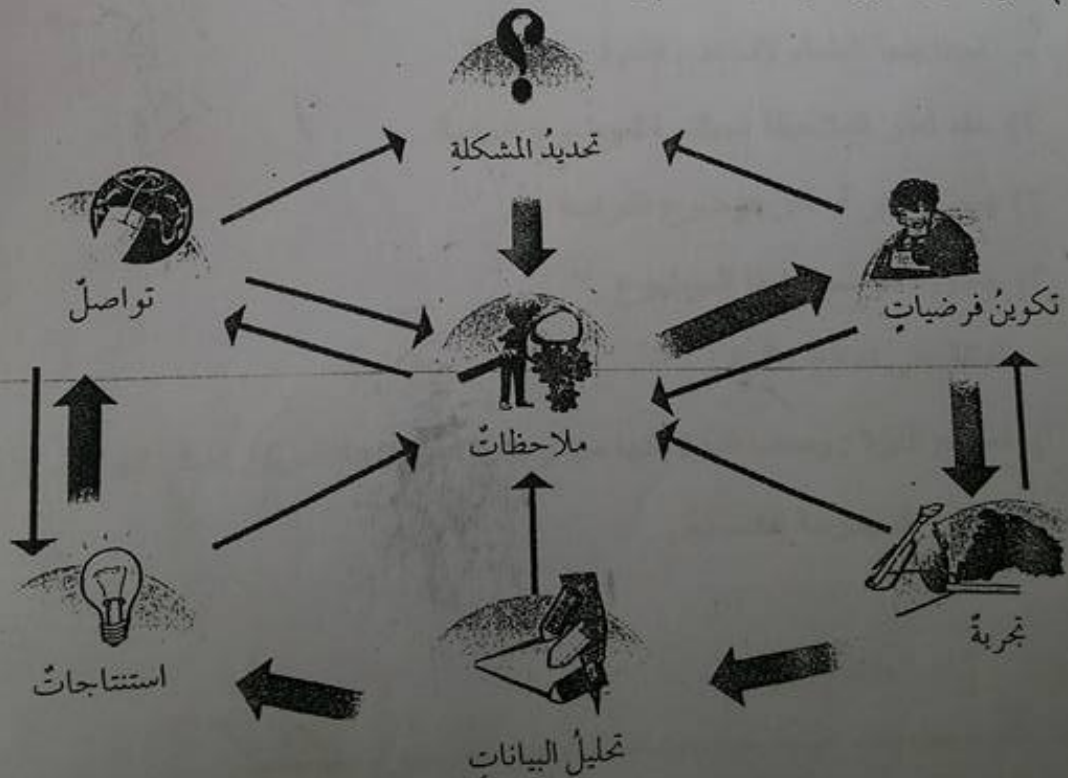 تحديدُ المشكلةِ
تكوينُ فرضياتٍ
تواصلٌ
ملاحظاتٌ
تجربةٌ
استنتاجاتٌ
تحليلُ البياناتِ